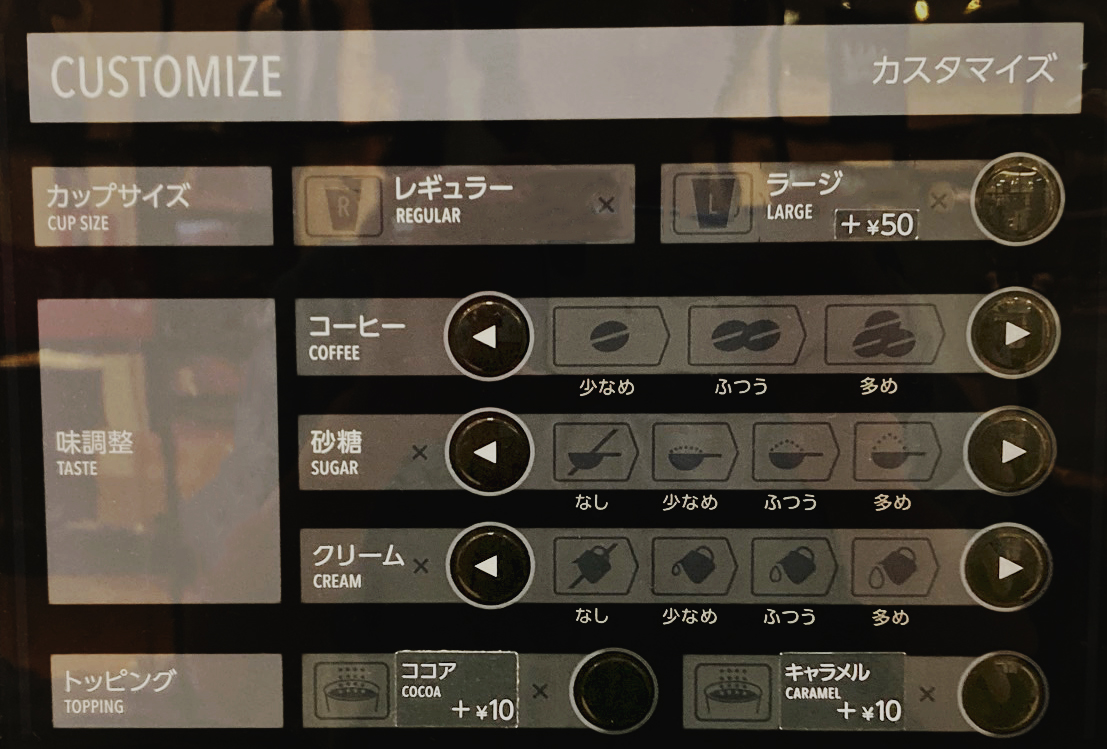 CUSTOMIZE カスタマイズ
カップサイズ
CUP SIZE
R
レギュラー
REGULAR
×
L
ラージ
LARGE
+¥50
×
味調整
TASTE
コーヒー
COFFEE
◀
▶
少なめ ふつう 多め
砂糖
SUGAR
×
◀
▶
なし 少なめ ふつう 多め
クリーム
CREAM
×
◀
▶
なし 少なめ ふつう 多め
トッピング
TOPPING
ココア
COCOA
+¥10
×
キャラメル
CARAMEL
+¥10
×